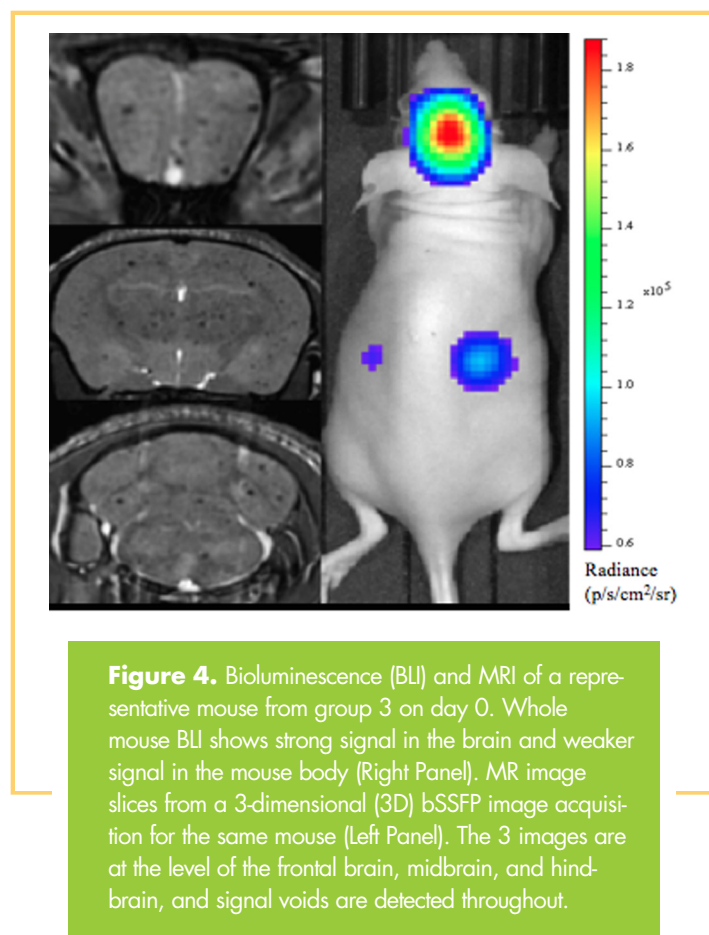 1.8
1.6
1.4
1.2
x10⁵
1.0
0.8
0.6
Radiance
(p/s/cm²/sr)
Figure 4. Bioluminescence (BLI) and MRI of a repre-
sentative mouse from group 3 on day 0. Whole
mouse BLI shows strong signal in the brain and weaker
signal in the mouse body (Right Panel). MR image
slices from a 3-dimensional (3D) bSSFP image acquisi-
tion for the same mouse (Left Panel). The 3 images are
at the level of the frontal brain, midbrain, and hind-
brain, and signal voids are detected throughout.